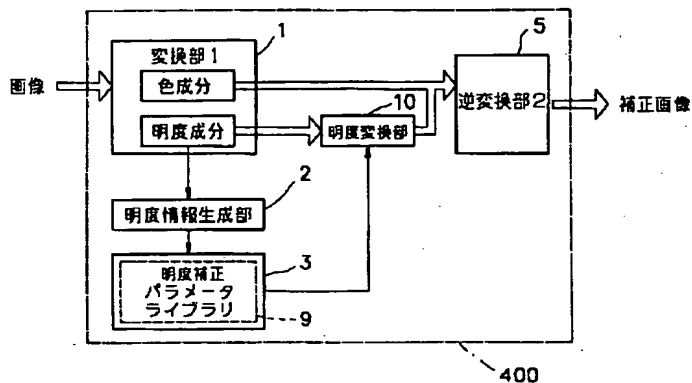 画像
変換部1
色成分
明度成分
1
明度変換部
10
逆変換部2
5
補正画像
明度情報生成部
2
明度補正
パラメータ
ライブラリ
3
9
400